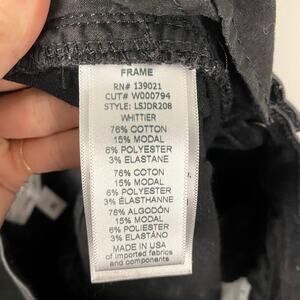 FRAME
RN# 139021
CUT# W000794
STYLE: LSJDR208
WHITTIER
76% COTTON
15% MODAL
6% POLYESTER
3% ELASTANE
76% COTON
15% MODAL
6% POLYESTER
3% ÉLASTHANNE
76% ALGODÓN
15% MODAL
6% POLIÉSTER
3% ELASTANO
MADE IN USA
of imported fabrics
and components